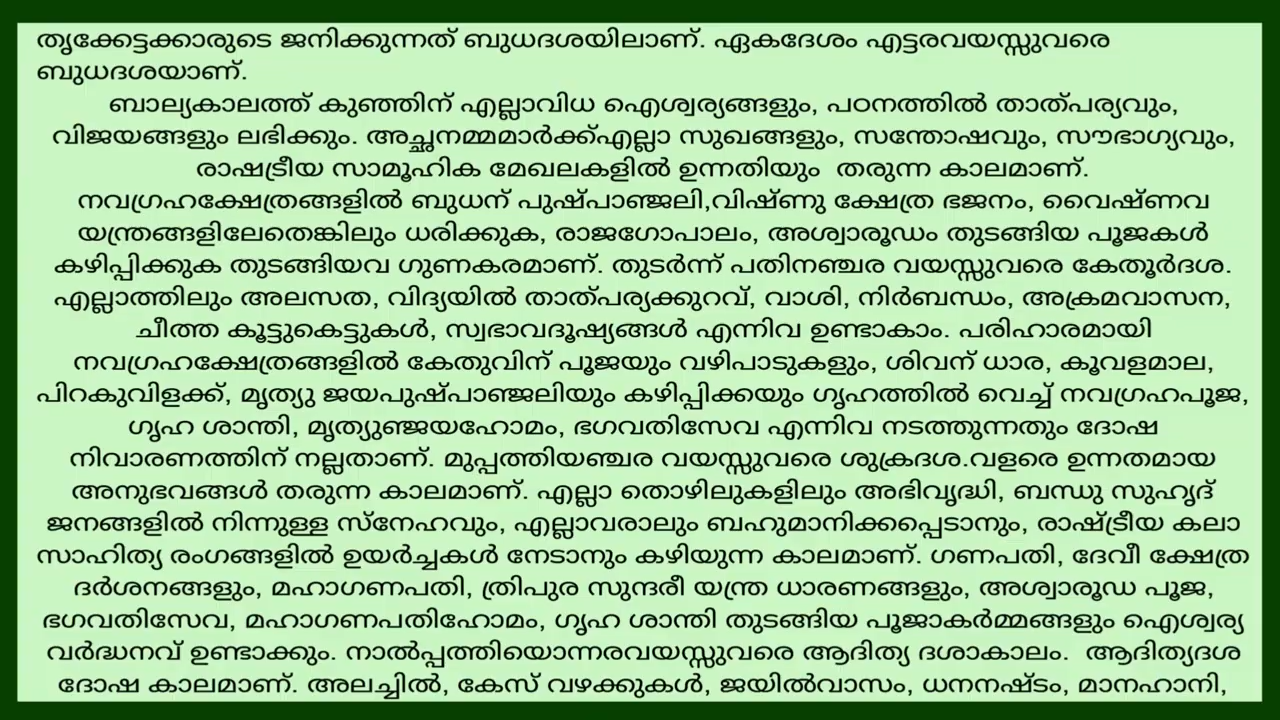 തൃക്കേട്ടക്കാരുടെ ജനിക്കുന്നത് ബുധദശയിലാണ്. ഏകദേശം എട്ടരവയസ്സുവരെ
ബുധദശയാണ്.
ബാല്യകാലത്ത് കുഞ്ഞിന് എല്ലാവിധ ഐശ്വര്യങ്ങളും, പഠനത്തിൽ താത്പര്യവും,
വിജയങ്ങളും ലഭിക്കും. അച്ഛനമ്മമാർക്ക്എല്ലാ സുഖങ്ങളും, സന്തോഷവും, സൗഭാഗ്യവും,
രാഷട്രീയ സാമൂഹിക മേഖലകളിൽ ഉന്നതിയും  തരുന്ന കാലമാണ്.
നവഗ്രഹക്ഷേത്രങ്ങളിൽ ബുധന് പുഷ്പാഞ്ജലി,വിഷ്ണു ക്ഷേത്ര ഭജനം, വൈഷ്ണവ
യന്ത്രങ്ങളിലേതെങ്കിലും ധരിക്കുക, രാജഗോപാലം, അശ്വാരൂഡം തുടങ്ങിയ പൂജകൾ
കഴിപ്പിക്കുക തുടങ്ങിയവ ഗുണകരമാണ്. തുടർന്ന് പതിനഞ്ചര വയസ്സുവരെ കേതൂർദശ.
എല്ലാത്തിലും അലസത, വിദ്യയിൽ താത്പര്യക്കുറവ്, വാശി, നിർബന്ധം, അക്രമവാസന,
ചീത്ത കൂട്ടുകെട്ടുകൾ, സ്വഭാവദൂഷ്യങ്ങൾ എന്നിവ ഉണ്ടാകാം. പരിഹാരമായി
നവഗ്രഹക്ഷേത്രങ്ങളിൽ കേതുവിന് പൂജയും വഴിപാടുകളും, ശിവന് ധാര, കൂവളമാല,
പിറകുവിളക്ക്, മൃത്യു ജയപുഷ്പാഞ്ജലിയും കഴിപ്പിക്കയും ഗൃഹത്തിൽ വെച്ച് നവഗ്രഹപൂജ,
ഗൃഹ ശാന്തി, മൃത്യുഞ്ജയഹോമം, ഭഗവതിസേവ എന്നിവ നടത്തുന്നതും ദോഷ
നിവാരണത്തിന് നല്ലതാണ്. മുപ്പത്തിയഞ്ചര വയസ്സുവരെ ശുക്രദശ.വളരെ ഉന്നതമായ
അനുഭവങ്ങൾ തരുന്ന കാലമാണ്. എല്ലാ തൊഴിലുകളിലും അഭിവൃദ്ധി, ബന്ധു സുഹൃദ്
ജനങ്ങളിൽ നിന്നുള്ള സ്നേഹവും, എല്ലാവരാലും ബഹുമാനിക്കപ്പെടാനും, രാഷ്ട്രീയ കലാ
സാഹിത്യ രംഗങ്ങളിൽ ഉയർച്ചകൾ നേടാനും കഴിയുന്ന കാലമാണ്. ഗണപതി, ദേവീ ക്ഷേത്ര
ദർശനങ്ങളും, മഹാഗണപതി, ത്രിപുര സുന്ദരീ യന്ത്ര ധാരണങ്ങളും, അശ്വാരൂഡ പൂജ,
ഭഗവതിസേവ, മഹാഗണപതിഹോമം, ഗൃഹ ശാന്തി തുടങ്ങിയ പൂജാകർമ്മങ്ങളും ഐശ്വര്യ
വർദ്ധനവ് ഉണ്ടാക്കും. നാൽപ്പത്തിയൊന്നരവയസ്സുവരെ ആദിത്യ ദശാകാലം.  ആദിത്യദശ
ദോഷ കാലമാണ്. അലച്ചിൽ, കേസ് വഴക്കുകൾ, ജയിൽവാസം, ധനനഷ്ടം, മാനഹാനി,